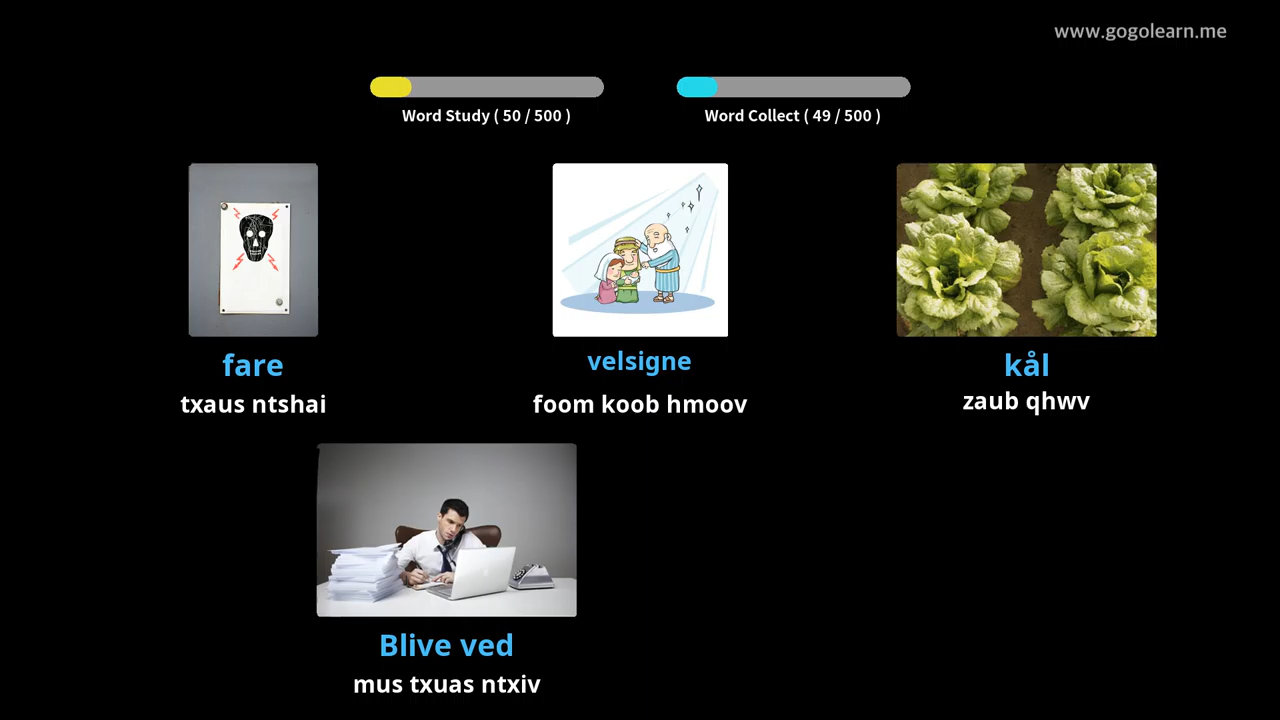 www.gogolearn.me
Word Study ( 50 / 500 )
Word Collect ( 49 / 500 )
fare
txaus ntshai
velsigne
foom koob hmoov
kål
zaub qhwv
Blive ved
mus txuas ntxiv